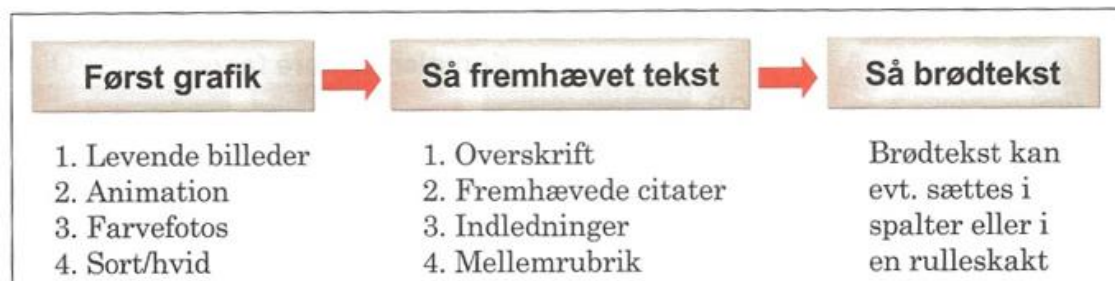 Først grafik
Så fremhævet tekst
Så brødtekst
1. Levende billeder
2. Animation
3. Farvefotos
4. Sort/hvid
1. Overskrift
2. Fremhævede citater
3. Indledninger
4. Mellemrubrik
Brødtekst kan
evt. sættes i
spalter eller i
en rulleskakt